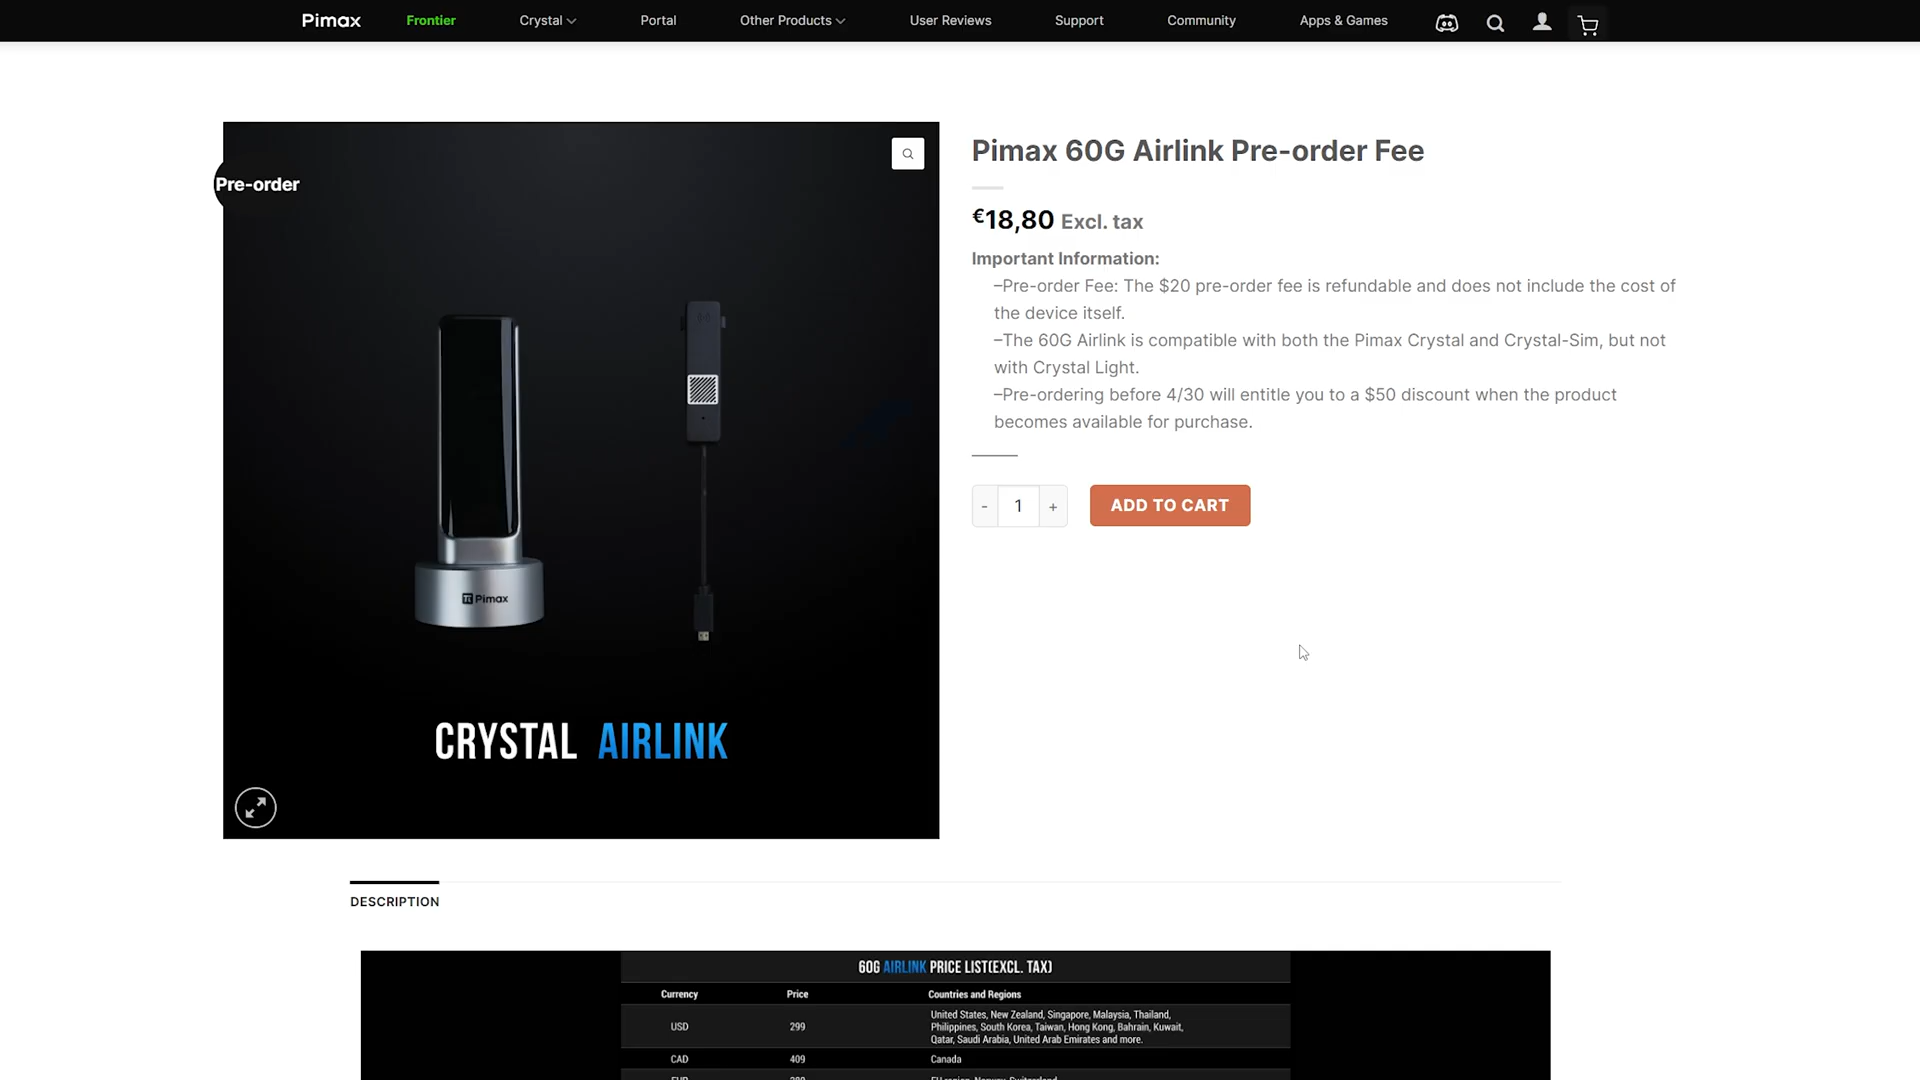 Pimax
Frontier
Crystal
Portal
Other Products
User Reviews
Support
Community
Apps & Games
Pre-order
Pimax
CRYSTAL AIRLINK
Pimax 60G Airlink Pre-order Fee
€18,80 Excl. tax
Important Information:
–Pre-order Fee: The $20 pre-order fee is refundable and does not include the cost of
the device itself.
–The 60G Airlink is compatible with both the Pimax Crystal and Crystal-Sim, but not
with Crystal Light.
–Pre-ordering before 4/30 will entitle you to a $50 discount when the product
becomes available for purchase.
- 1 +
ADD TO CART
DESCRIPTION
60G AIRLINK PRICE LIST(EXCL. TAX)
Currency Price Countries and Regions
USD 299 United States, New Zealand, Singapore, Malaysia, Thailand,
Philippines, South Korea, Taiwan, Hong Kong, Bahrain, Kuwait,
Qatar, Saudi Arabia, United Arab Emirates and more.
CAD 409 Canada